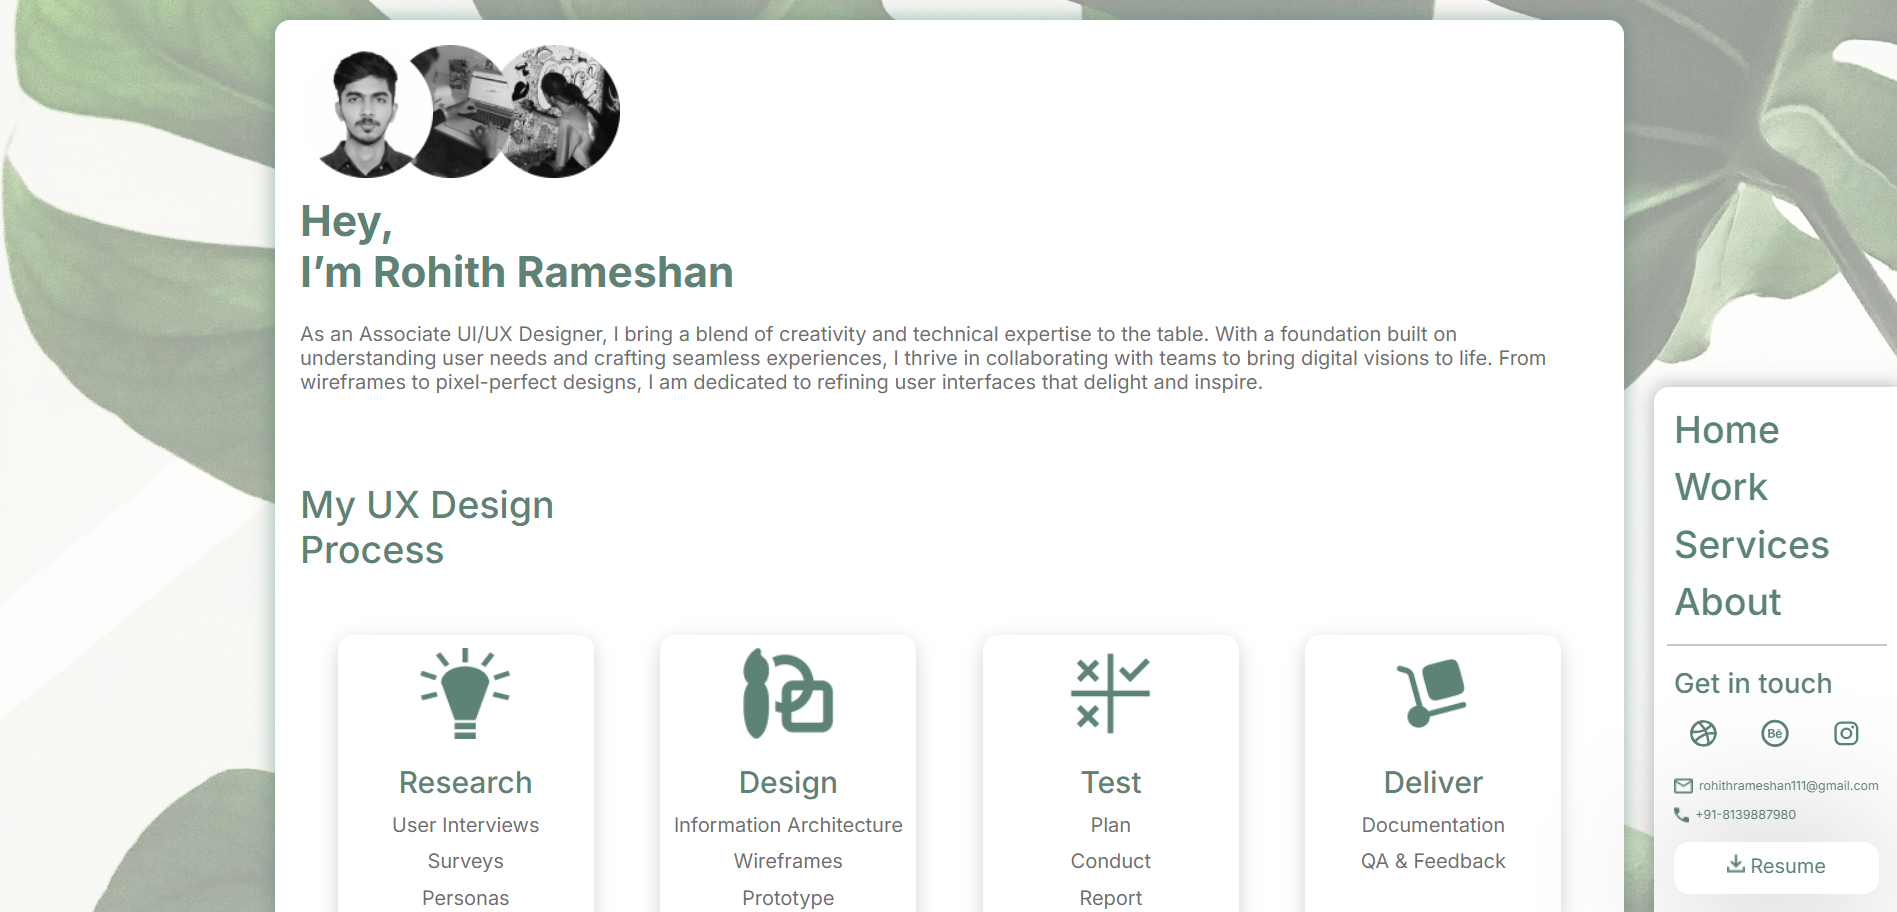 Hey,
I’m Rohith Rameshan
As an Associate UI/UX Designer, I bring a blend of creativity and technical expertise to the table. With a foundation built on
understanding user needs and crafting seamless experiences, I thrive in collaborating with teams to bring digital visions to life. From
wireframes to pixel-perfect designs, I am dedicated to refining user interfaces that delight and inspire.
My UX Design
Process
Research
User Interviews
Surveys
Personas
Design
Information Architecture
Wireframes
Prototype
Test
Plan
Conduct
Report
Deliver
Documentation
QA & Feedback
Home
Work
Services
About
Get in touch
Bē
rohithrameshan111@gmail.com
+91-8139887980
Resume